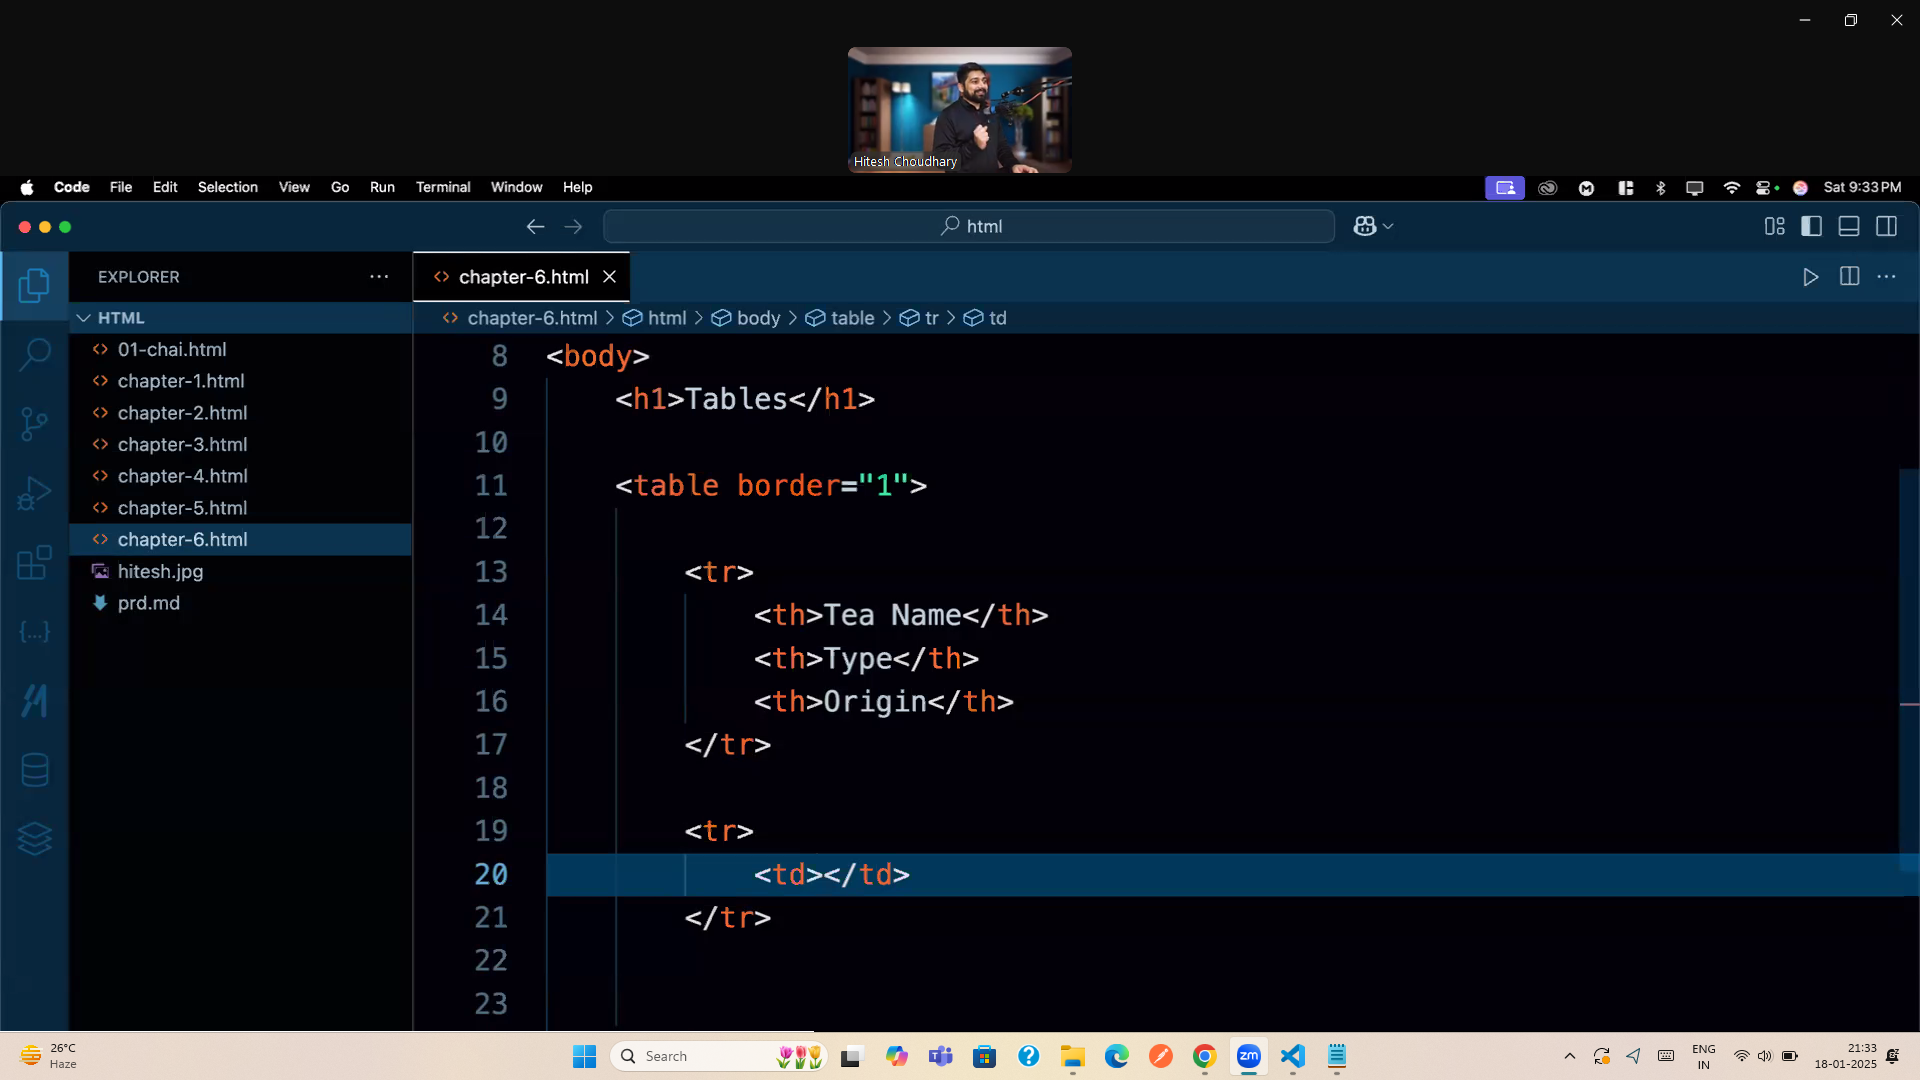 Hitesh Choudhary
Code File Edit Selection View Go Run Terminal Window Help
Sat 9:33 PM
html
EXPLORER
chapter-6.html
HTML
chapter-6.html > html > body > table > tr > td
01-chai.html
chapter-1.html
chapter-2.html
chapter-3.html
chapter-4.html
chapter-5.html
chapter-6.html
hitesh.jpg
prd.md
8 <body>
9 <h1>Tables</h1>
10
11 <table border="1">
12
13 <tr>
14 <th>Tea Name</th>
15 <th>Type</th>
16 <th>Origin</th>
17 </tr>
18
19 <tr>
20 <td></td>
21 </tr>
22
23
26°C
Haze
Search
zm
ENG
IN
21:33
18-01-2025